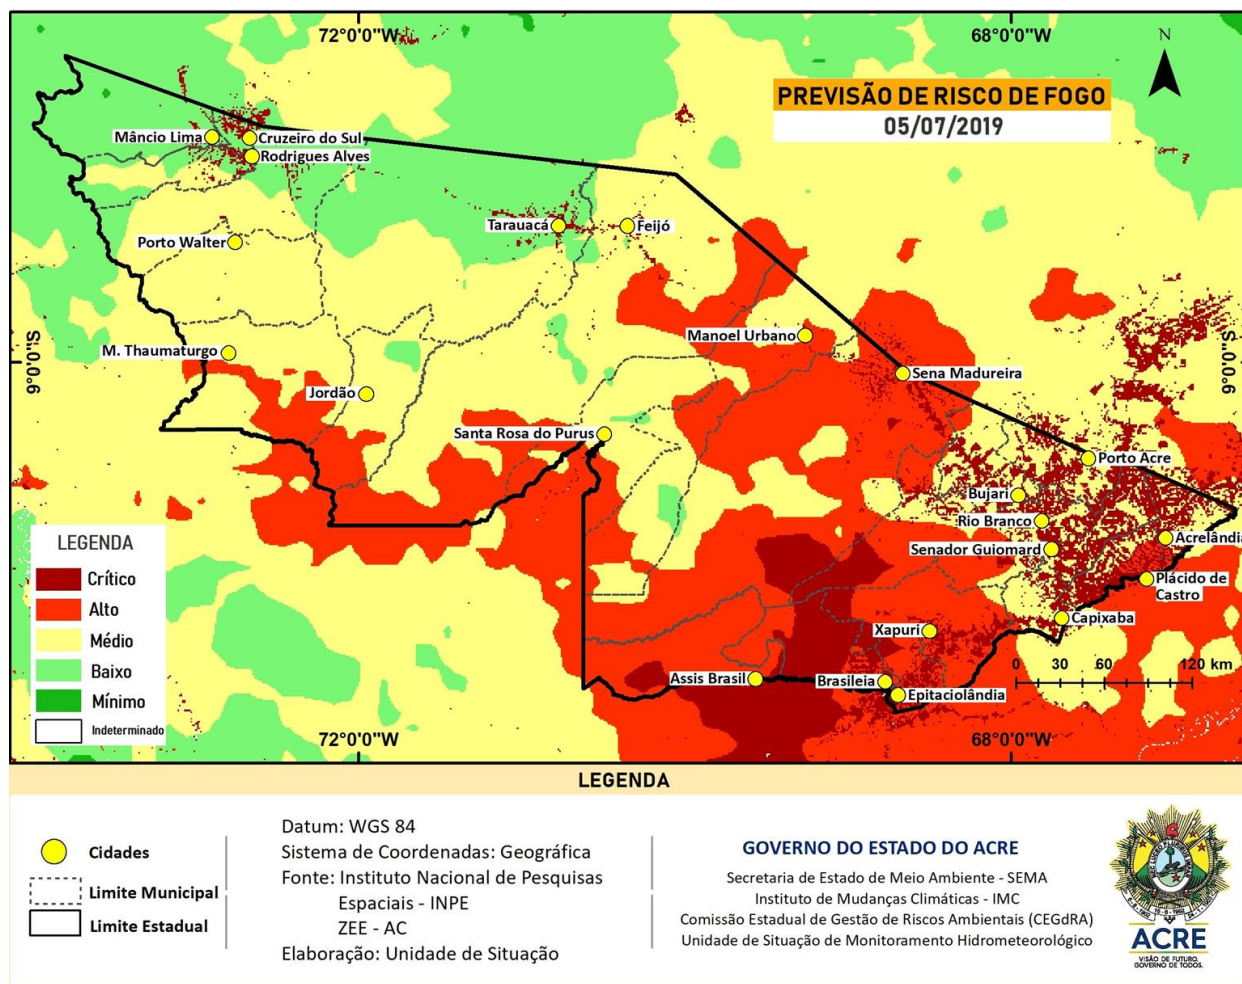 72°0'0"W
68°0'0"W
N
PREVISÃO DE RISCO DE FOGO
05/07/2019
Mâncio Lima
Cruzeiro do Sul
Rodrigues Alves
Tarauacá
Feijó
Porto Walter
Manoel Urbano
9°0'0"S
9°0'0"S
M. Thaumaturgo
Sena Madureira
Jordão
Santa Rosa do Purus
Porto Acre
Bujari
Rio Branco
Acrelândia
Senador Guiomard
Plácido de
Castro
Capixaba
Xapuri
Assis Brasil
Brasileia
Epitaciolândia
0 30 60 120 km
LEGENDA
Crítico
Alto
Médio
Baixo
Mínimo
Indeterminado
72°0'0"W
68°0'0"W
LEGENDA
Cidades
Limite Municipal
Limite Estadual
Datum: WGS 84
Sistema de Coordenadas: Geográfica
Fonte: Instituto Nacional de Pesquisas
Espaciais - INPE
ZEE - AC
Elaboração: Unidade de Situação
GOVERNO DO ESTADO DO ACRE
Secretaria de Estado de Meio Ambiente - SEMA
Instituto de Mudanças Climáticas - IMC
Comissão Estadual de Gestão de Riscos Ambientais (CEGdRA)
Unidade de Situação de Monitoramento Hidrometeorológico
ACRE
VISÃO DE FUTURO.
GOVERNO DE TODOS.